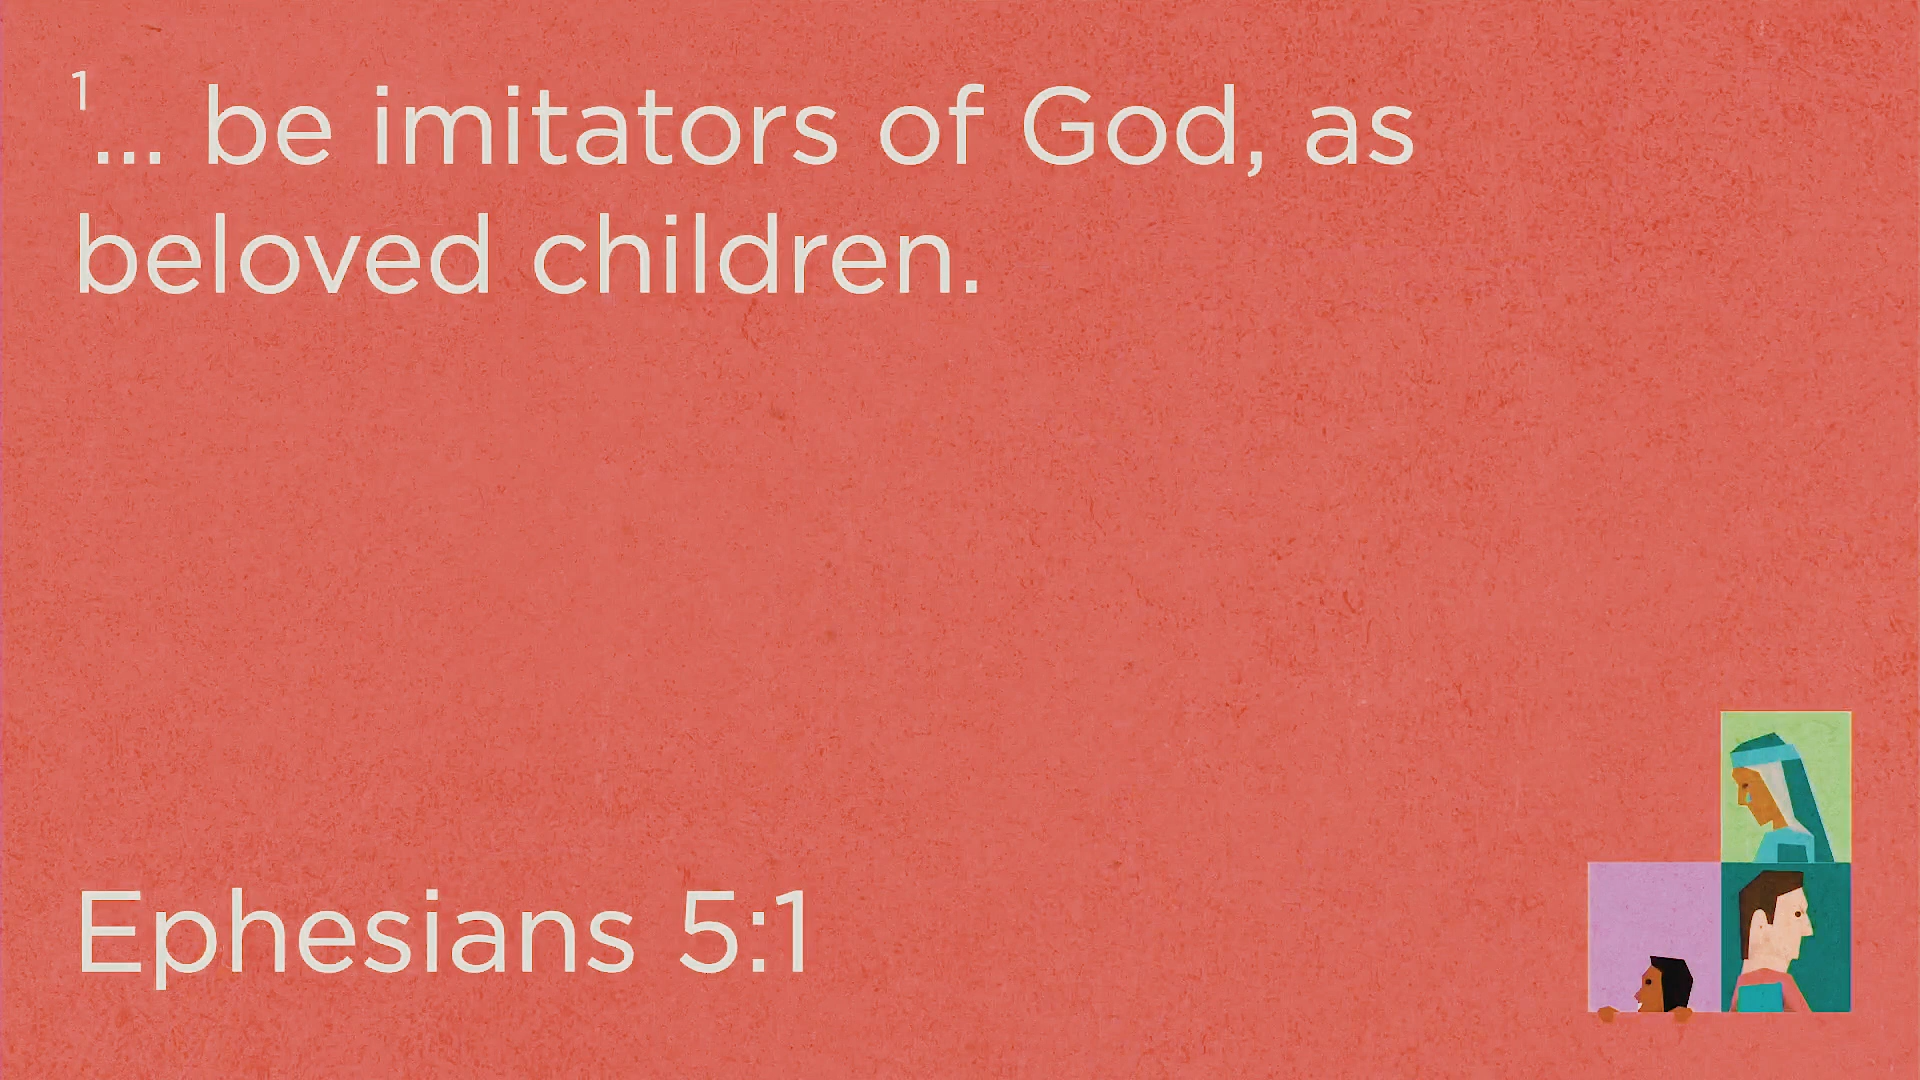 1... be imitators of God, as
beloved children.
Ephesians 5:1